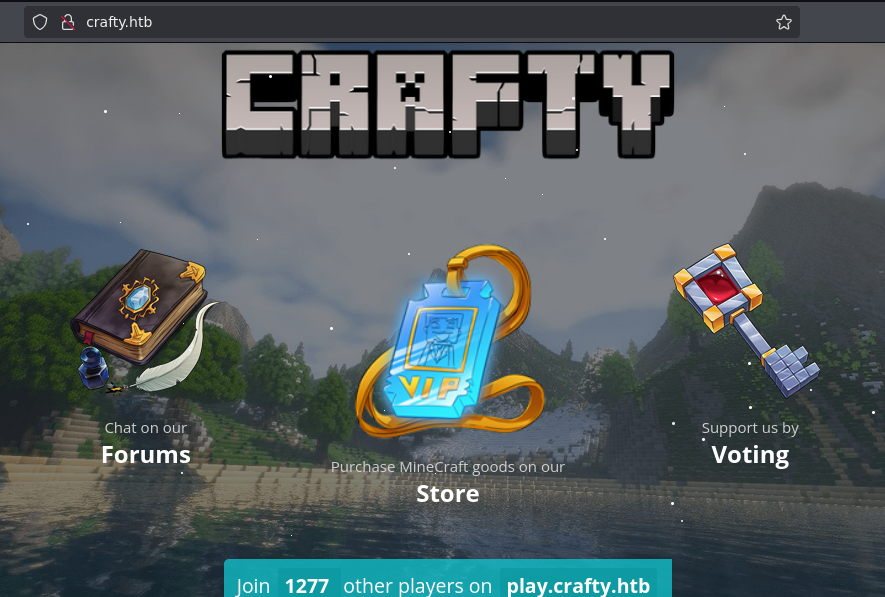 crafty.htb
CRAFTY
VIP
Chat on our
Forums
Purchase MineCraft goods on our
Store
Support us by
Voting
Join 1277 other players on play.crafty.htb